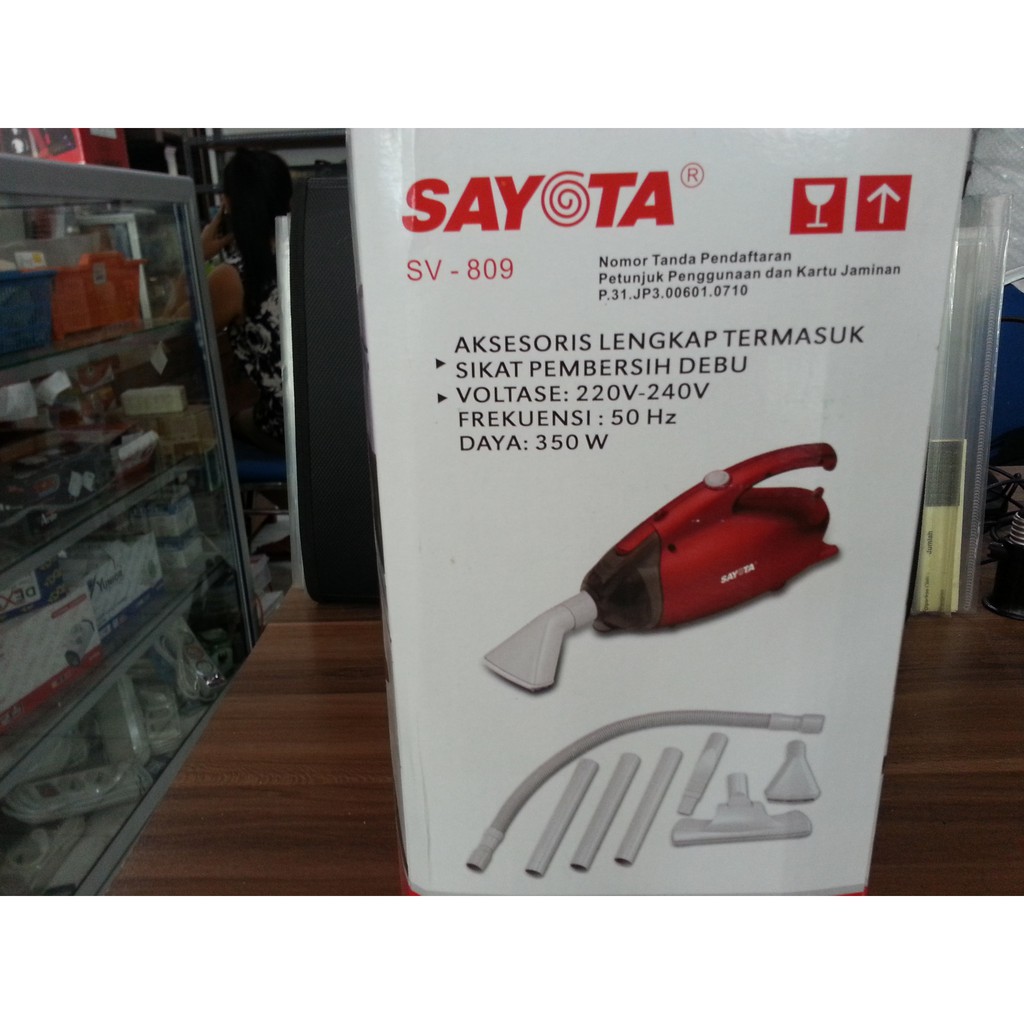 SAYOTA®
SV - 809
Nomor Tanda Pendaftaran
Petunjuk Penggunaan dan Kartu Jaminan
P.31.JP3.00601.0710
AKSESORIS LENGKAP TERMASUK
SIKAT PEMBERSIH DEBU
VOLTASE: 220V-240V
FREKUENSI : 50 Hz
DAYA: 350 W
SAYOTA
Jumlah